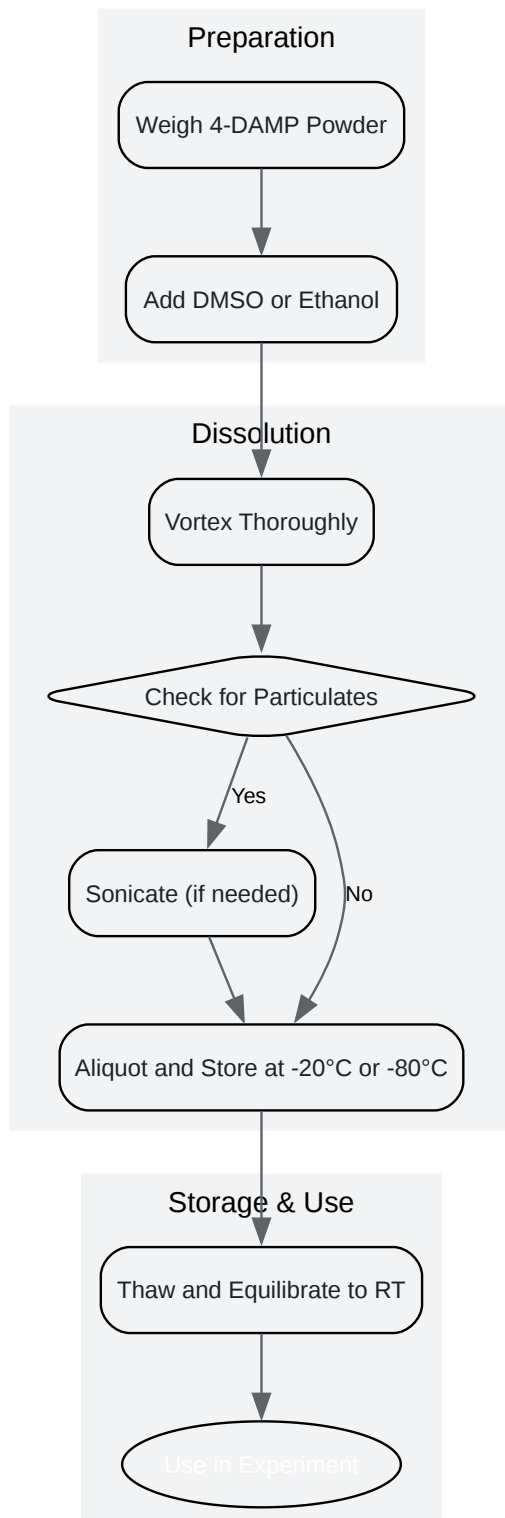 Preparation
Weigh 4-DAMP Powder
Add DMSO or Ethanol
Dissolution
Vortex Thoroughly
Check for Particulates
Yes
Sonicate (if needed)
No
Aliquot and Store at -20°C or -80°C
Storage & Use
Thaw and Equilibrate to RT
Use in Experiment